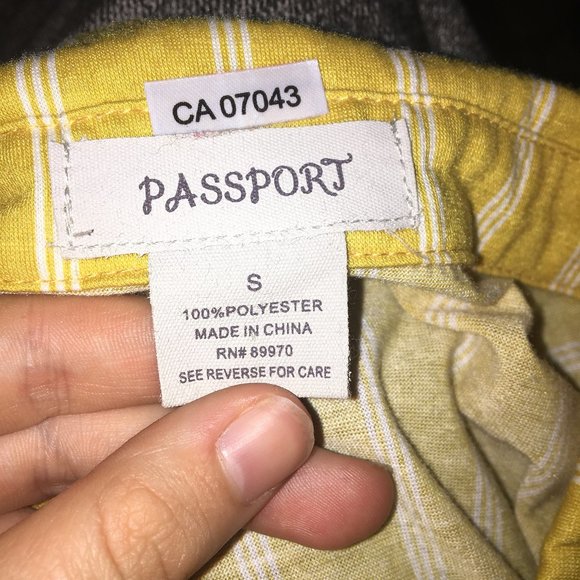 CA 07043
PASSPORT
S
100%POLYESTER
MADE IN CHINA
RN# 89970
SEE REVERSE FOR CARE